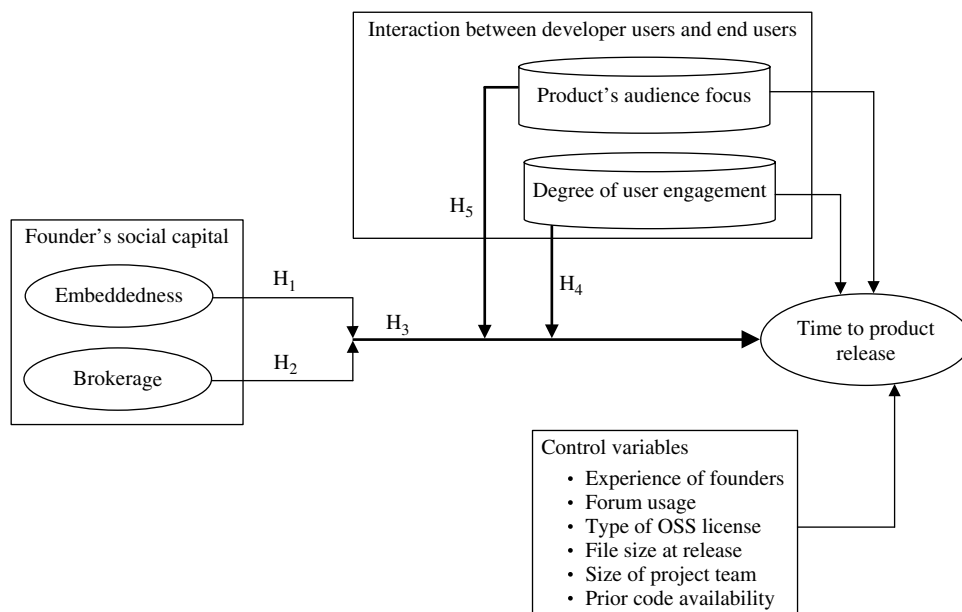 Interaction between developer users and end users
Product’s audience focus
Degree of user engagement
H5
H4
Founder’s social capital
Embeddedness
H1
H3
Brokerage
H2
Time to product
release
Control variables
• Experience of founders
• Forum usage
• Type of OSS license
• File size at release
• Size of project team
• Prior code availability